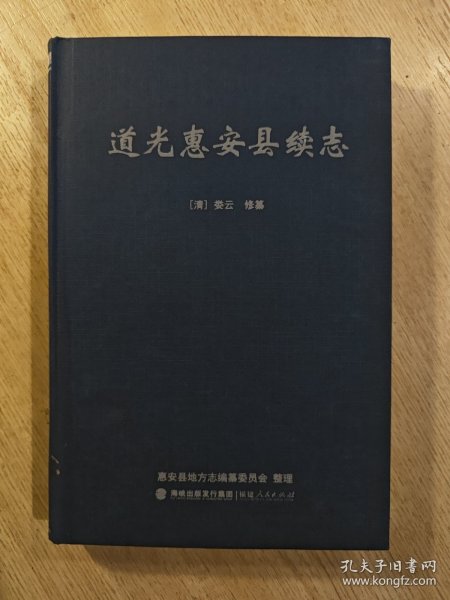 道光惠安县续志
[清] 娄云 修纂
惠安县地方志编纂委员会 整理
海峡出版发行集团 | 福建人民出版社
孔夫子旧书网
www.kongfz.com